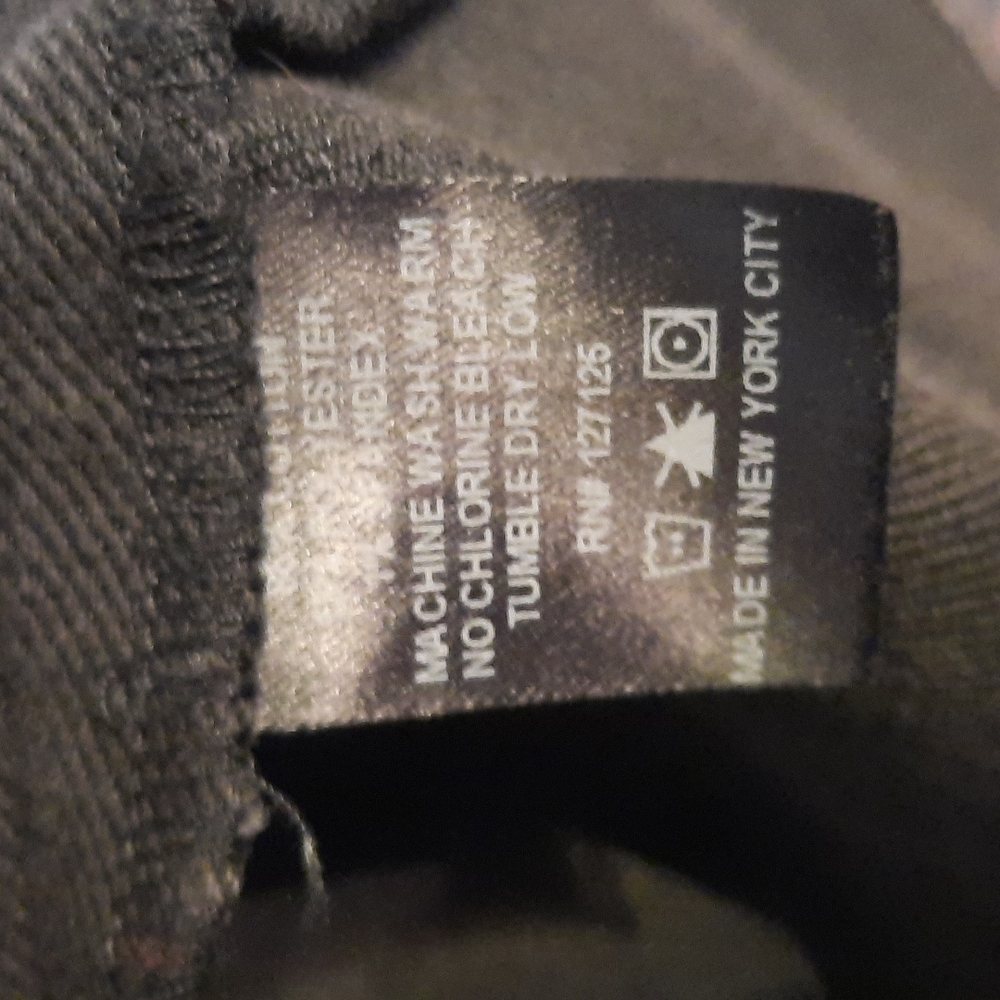 MACHINE WASH WARM
NO CHLORINE BLEACH
TUMBLE DRY LOW
RN# 127125
MADE IN NEW YORK CITY